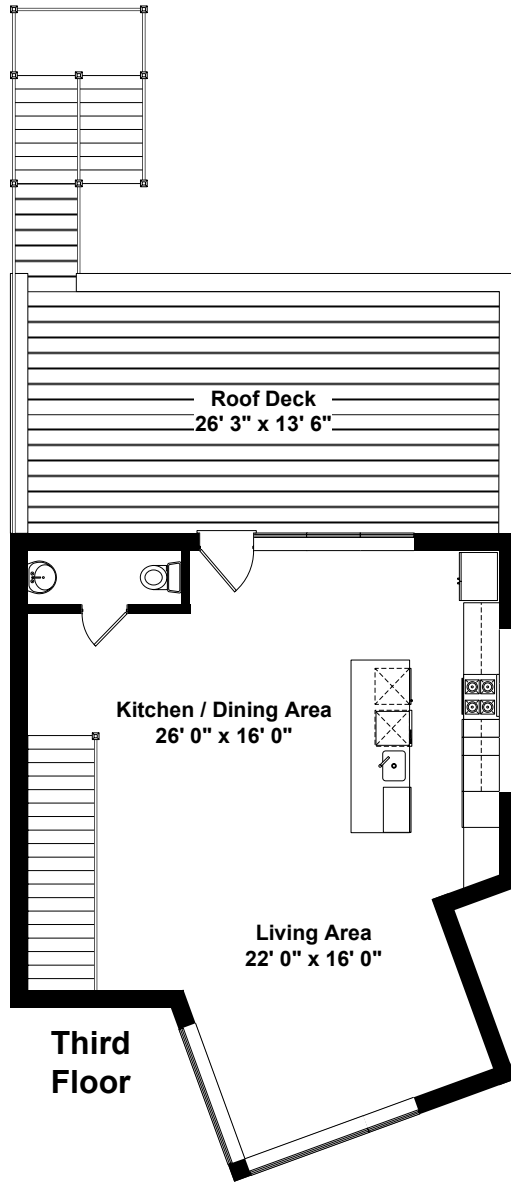 Roof Deck
26' 3" x 13' 6"
Kitchen / Dining Area
26' 0" x 16' 0"
Living Area
22' 0" x 16' 0"
Third
Floor